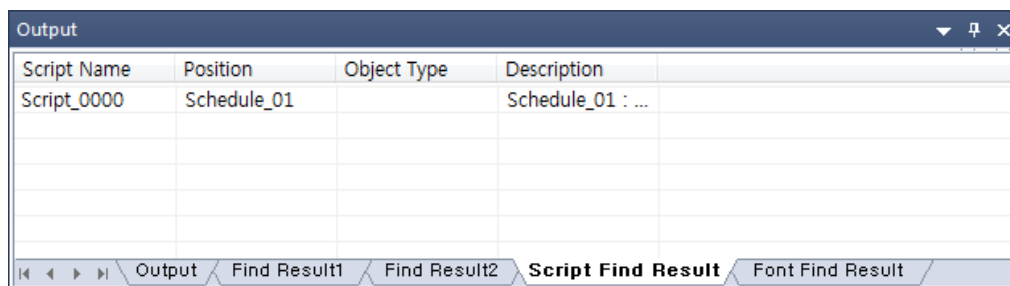 Output
Script Name Position Object Type Description
Script_0000 Schedule_01 Schedule_01 : ...
Output Find Result1 Find Result2 Script Find Result Font Find Result